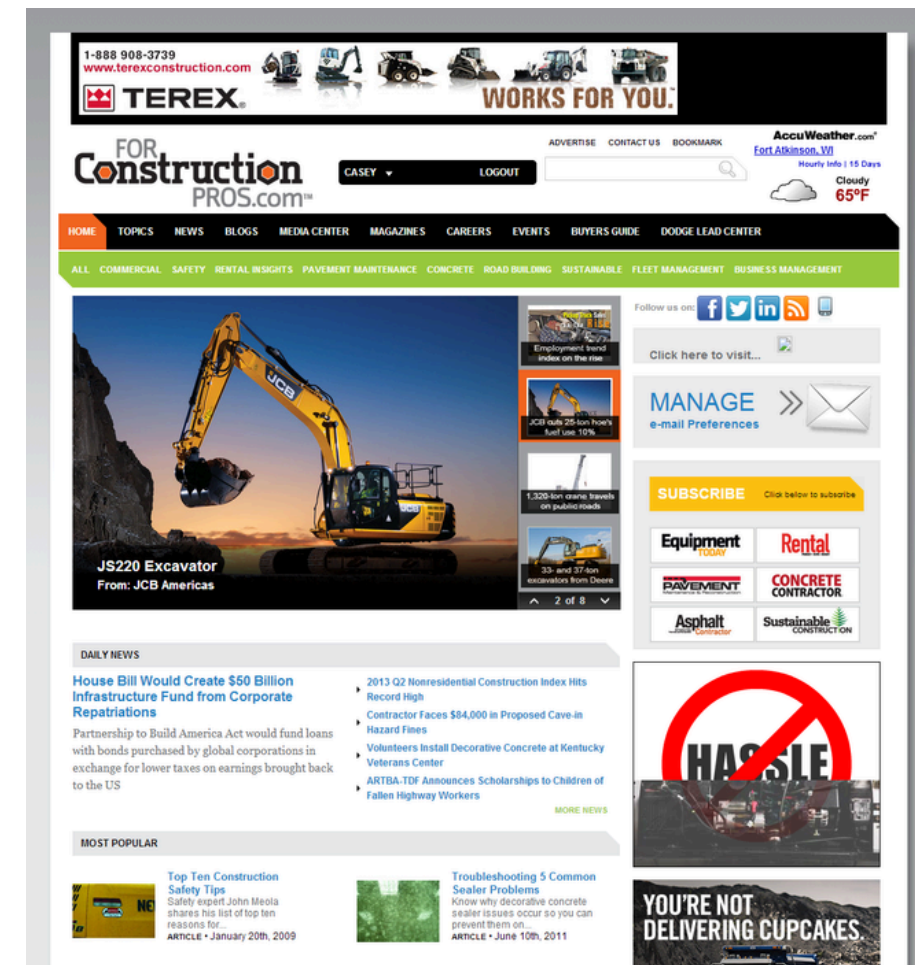 1-888 908-3739
www.terexconstruction.com
TEREX®
WORKS FOR YOU.
FOR
Construction
PROS.com™
CASEY
LOGOUT
ADVERTISE CONTACT US BOOKMARK
AccuWeather.com®
Fort Atkinson, WI
Hourly Info | 15 Days
Cloudy
65°F
HOME TOPICS NEWS BLOGS MEDIA CENTER MAGAZINES CAREERS EVENTS BUYERS GUIDE DODGE LEAD CENTER
ALL COMMERCIAL SAFETY RENTAL INSIGHTS PAVEMENT MAINTENANCE CONCRETE ROAD BUILDING SUSTAINABLE FLEET MANAGEMENT BUSINESS MANAGEMENT
JCB
JCB
JS220 Excavator
From: JCB Americas
Employment trend
index on the rise
JCB cuts 25-ton hoe's
fuel use 10%
1,320-ton crane travels
on public roads
33- and 37-ton
excavators from Deere
2 of 8
Follow us on:
Click here to visit...
MANAGE
e-mail Preferences
SUBSCRIBE
Click below to subscribe
Equipment
TODAY
Rental
PAVEMENT
Maintenance & Reconstruction
CONCRETE
CONTRACTOR
Asphalt
Contractor
Sustainable
CONSTRUCTION
DAILY NEWS
House Bill Would Create $50 Billion
Infrastructure Fund from Corporate
Repatriations
Partnership to Build America Act would fund loans
with bonds purchased by global corporations in
exchange for lower taxes on earnings brought back
to the US
2013 Q2 Nonresidential Construction Index Hits
Record High
Contractor Faces $84,000 in Proposed Cave-in
Hazard Fines
Volunteers Install Decorative Concrete at Kentucky
Veterans Center
ARTBA-TDF Announces Scholarships to Children of
Fallen Highway Workers
MORE NEWS
HASSLE
MOST POPULAR
Top Ten Construction
Safety Tips
Safety expert John Meola
shares his list of top ten
reasons for...
ARTICLE • January 20th, 2009
Troubleshooting 5 Common
Sealer Problems
Know why decorative concrete
sealer issues occur so you can
prevent them on...
ARTICLE • June 10th, 2011
YOU'RE NOT
DELIVERING CUPCAKES.